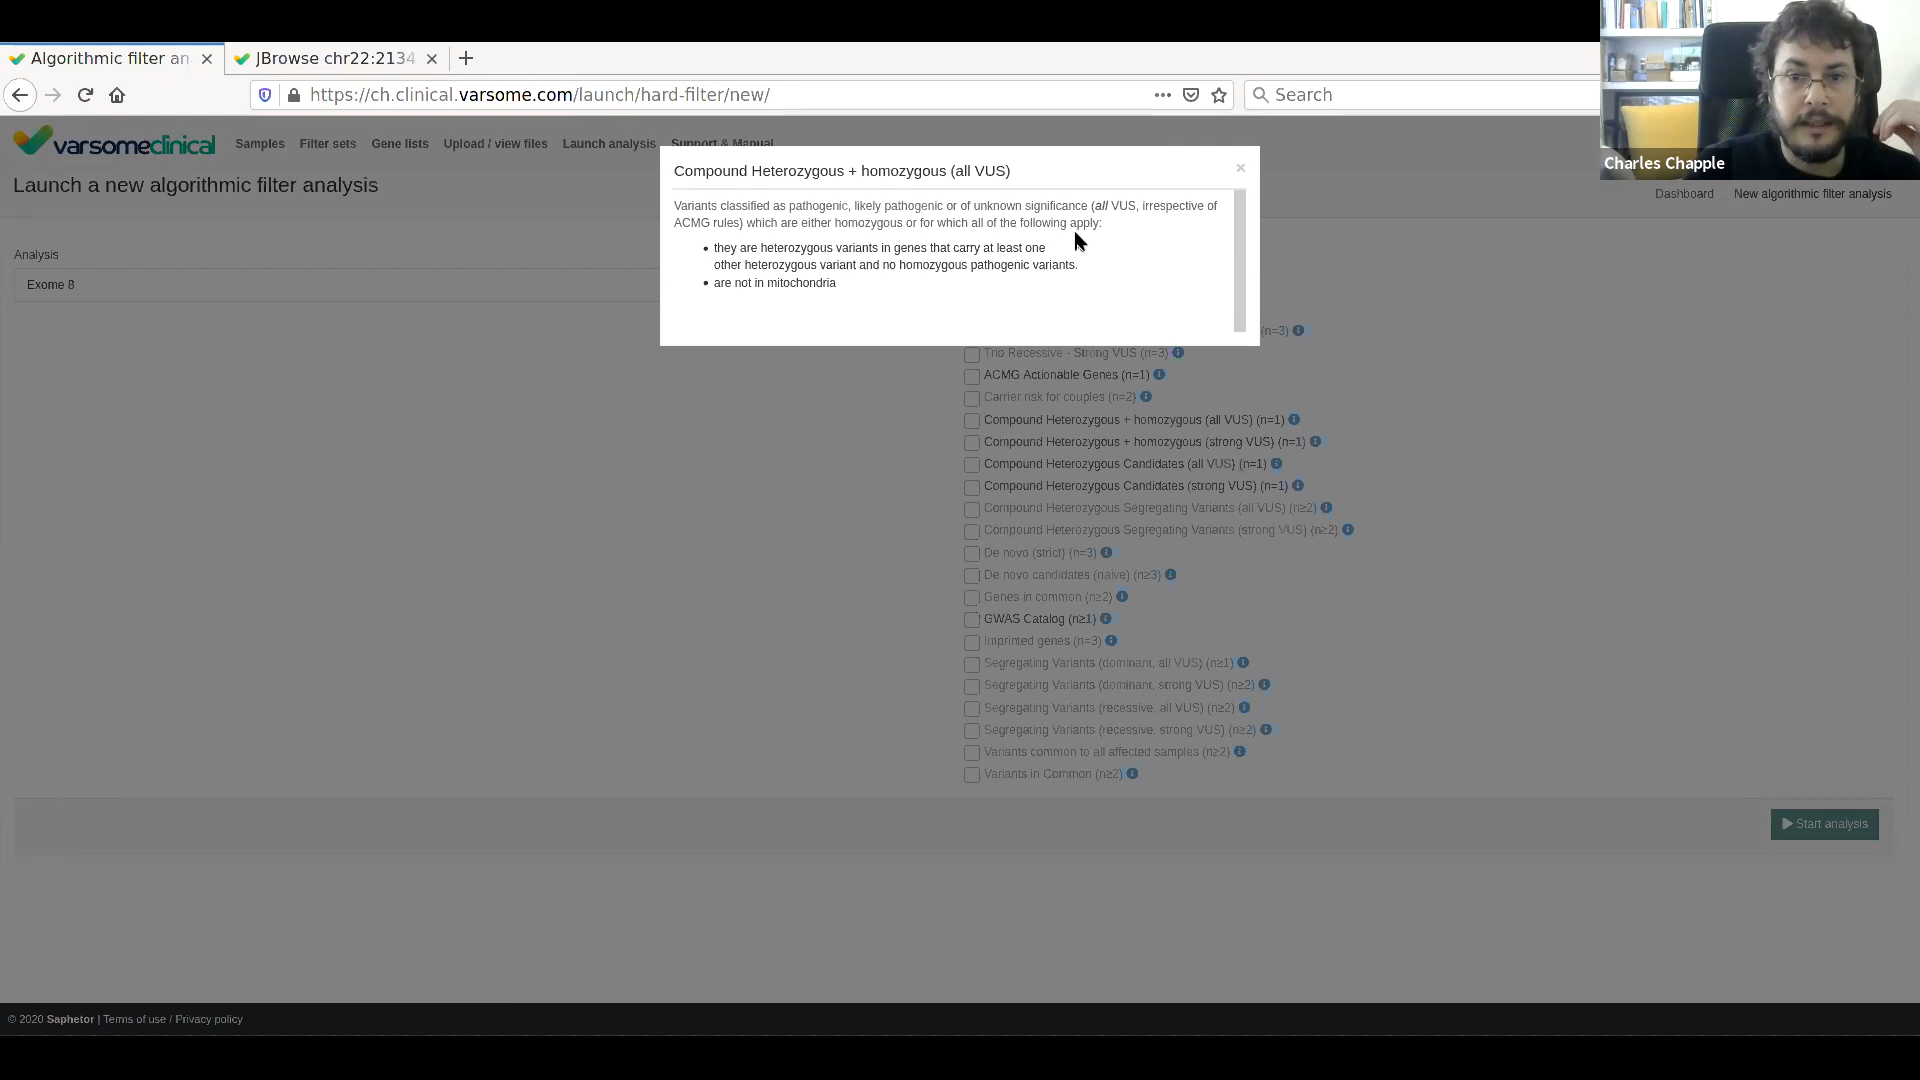 Algorithmic filter an
JBrowse chr22:2134
https://ch.clinical.varsome.com/launch/hard-filter/new/
Search
Charles Chapple
varsomeclinical
Samples
Filter sets
Gene lists
Upload / view files
Launch analysis
Support & Manual
Launch a new algorithmic filter analysis
Dashboard
New algorithmic filter analysis
Compound Heterozygous + homozygous (all VUS)
×
Variants classified as pathogenic, likely pathogenic or of unknown significance (all VUS, irrespective of
ACMG rules) which are either homozygous or for which all of the following apply:
• they are heterozygous variants in genes that carry at least one
other heterozygous variant and no homozygous pathogenic variants.
• are not in mitochondria
Analysis
Exome 8
(n=3)
Trio Recessive - Strong VUS (n=3)
ACMG Actionable Genes (n=1)
Carrier risk for couples (n=2)
Compound Heterozygous + homozygous (all VUS) (n=1)
Compound Heterozygous + homozygous (strong VUS) (n=1)
Compound Heterozygous Candidates (all VUS) (n=1)
Compound Heterozygous Candidates (strong VUS) (n=1)
Compound Heterozygous Segregating Variants (all VUS) (n≥2)
Compound Heterozygous Segregating Variants (strong VUS) (n≥2)
De novo (strict) (n=3)
De novo candidates (naive) (n≥3)
Genes in common (n≥2)
GWAS Catalog (n≥1)
Imprinted genes (n=3)
Segregating Variants (dominant, all VUS) (n≥1)
Segregating Variants (dominant, strong VUS) (n≥2)
Segregating Variants (recessive, all VUS) (n≥2)
Segregating Variants (recessive, strong VUS) (n≥2)
Variants common to all affected samples (n≥2)
Variants in Common (n≥2)
Start analysis
© 2020 Saphetor | Terms of use / Privacy policy